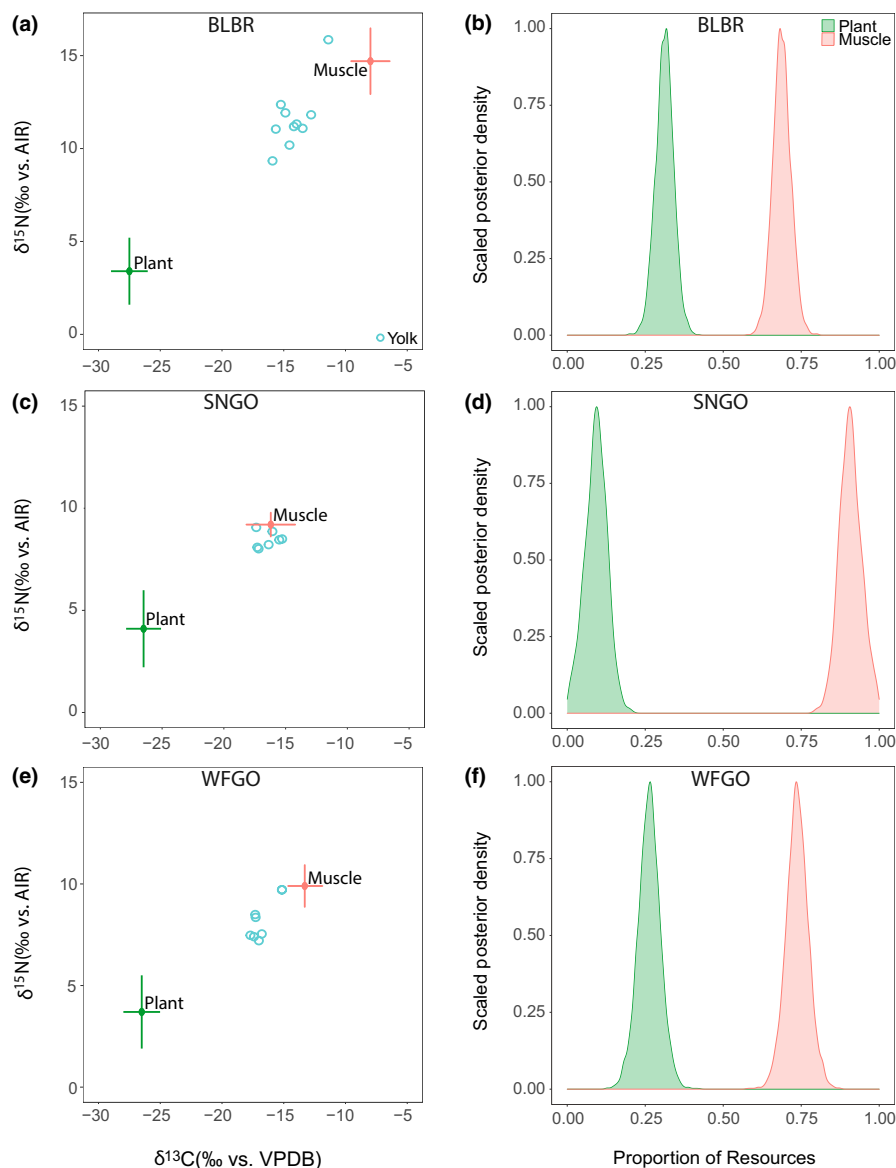 (a)
BLBR
15
10
5
0
δ¹⁵N(‰ vs. AIR)
Muscle
Plant
Yolk
−30
−25
−20
−15
−10
−5
(b)
BLBR
Plant
Muscle
1.00
0.75
0.50
0.25
0.00
Scaled posterior density
0.00
0.25
0.50
0.75
1.00
(c)
SNGO
15
10
5
0
δ¹⁵N(‰ vs. AIR)
Muscle
Plant
−30
−25
−20
−15
−10
−5
(d)
SNGO
1.00
0.75
0.50
0.25
0.00
Scaled posterior density
0.00
0.25
0.50
0.75
1.00
(e)
WFGO
15
10
5
0
δ¹⁵N(‰ vs. AIR)
Muscle
Plant
−30
−25
−20
−15
−10
−5
δ¹³C(‰ vs. VPDB)
(f)
WFGO
1.00
0.75
0.50
0.25
0.00
Scaled posterior density
0.00
0.25
0.50
0.75
1.00
Proportion of Resources